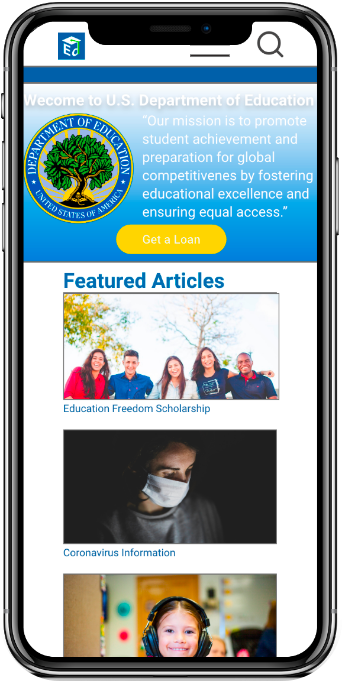 Ed
Wecome to U.S. Department of Education
DEPARTMENT OF EDUCATION
UNITED STATES OF AMERICA
“Our mission is to promote
student achievement and
preparation for global
competitivenes by fostering
educational excellence and
ensuring equal access.”
Get a Loan
Featured Articles
Education Freedom Scholarship
Coronavirus Information